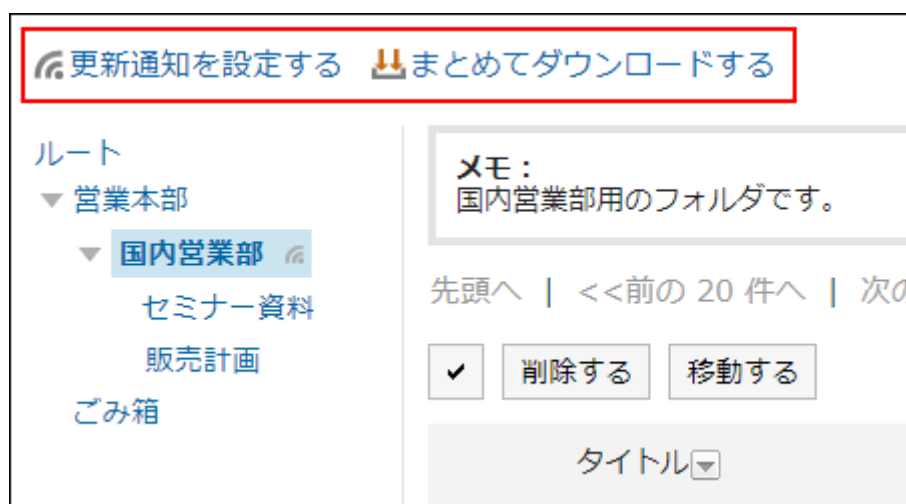 更新通知を設定する まとめてダウンロードする
ルート
営業本部
国内営業部
セミナー資料
販売計画
ごみ箱
メモ：
国内営業部用のフォルダです。
先頭へ | <<前の 20 件へ | 次の
削除する 移動する
タイトル